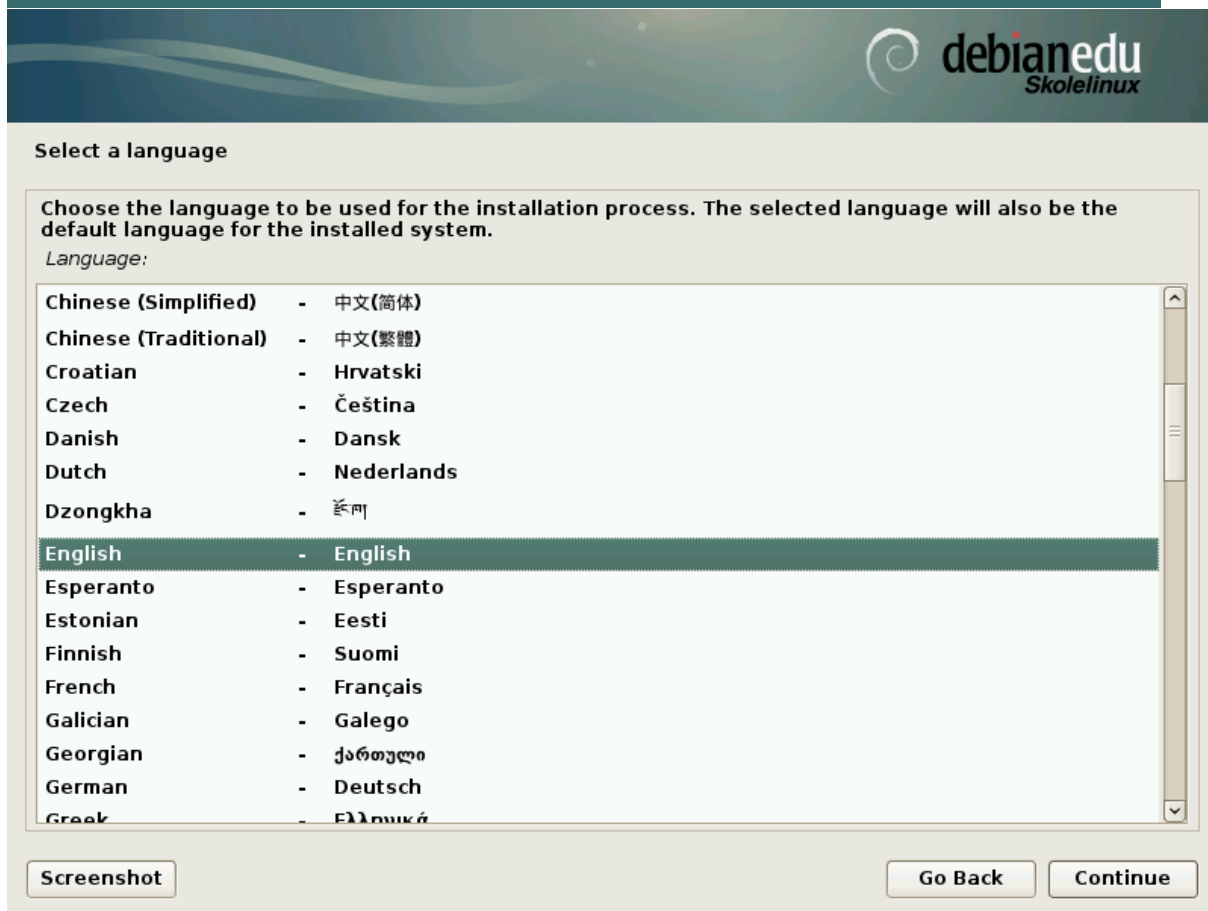 debianedu
Skolelinux
Select a language
Choose the language to be used for the installation process. The selected language will also be the
default language for the installed system.
Language:
Chinese (Simplified) - 中文(简体)
Chinese (Traditional) - 中文(繁體)
Croatian - Hrvatski
Czech - Čeština
Danish - Dansk
Dutch - Nederlands
Dzongkha - རྫོང་ཁ།
English - English
Esperanto - Esperanto
Estonian - Eesti
Finnish - Suomi
French - Français
Galician - Galego
Georgian - ქართული
German - Deutsch
Greek - Ελληνικά
Screenshot
Go Back
Continue